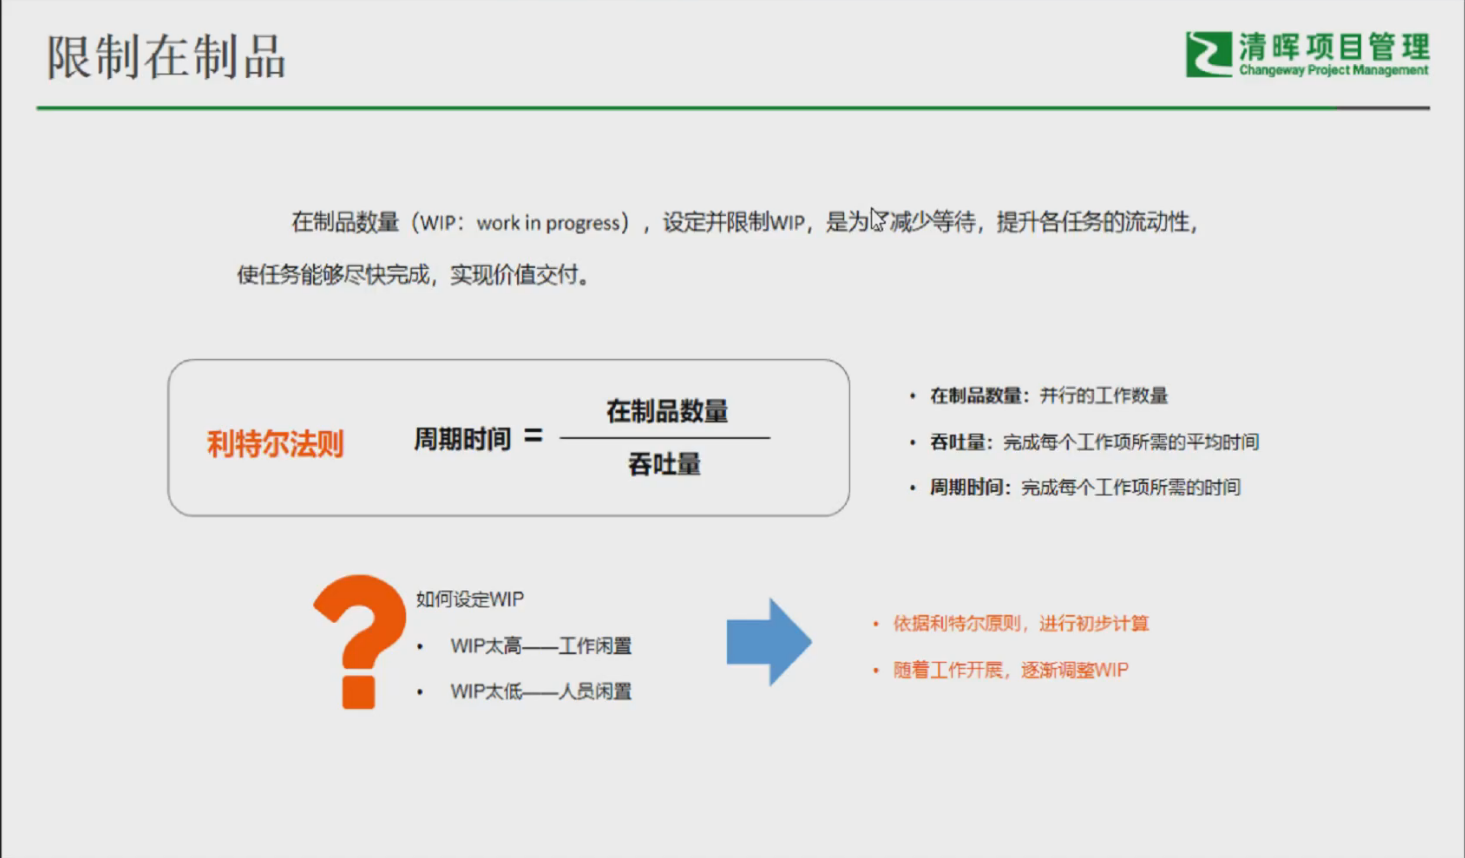 限制在制品
清晖项目管理
Changeway Project Management
在制品数量（WIP：work in progress），设定并限制WIP，是为了减少等待，提升各任务的流动性，
使任务能够尽快完成，实现价值交付。
利特尔法则
周期时间 =
在制品数量
吞吐量
• 在制品数量：并行的工作数量
• 吞吐量：完成每个工作项所需的平均时间
• 周期时间：完成每个工作项所需的时间
?
如何设定WIP
• WIP太高——工作闲置
• WIP太低——人员闲置
• 依据利特尔原则，进行初步计算
• 随着工作开展，逐渐调整WIP